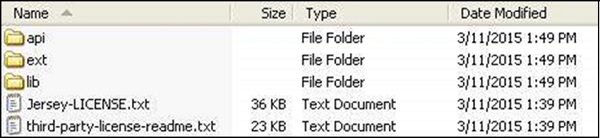 Name Size Type Date Modified
api File Folder 3/11/2015 1:49 PM
ext File Folder 3/11/2015 1:49 PM
lib File Folder 3/11/2015 1:49 PM
Jersey-LICENSE.txt 36 KB Text Document 3/11/2015 1:39 PM
third-party-license-readme.txt 23 KB Text Document 3/11/2015 1:39 PM